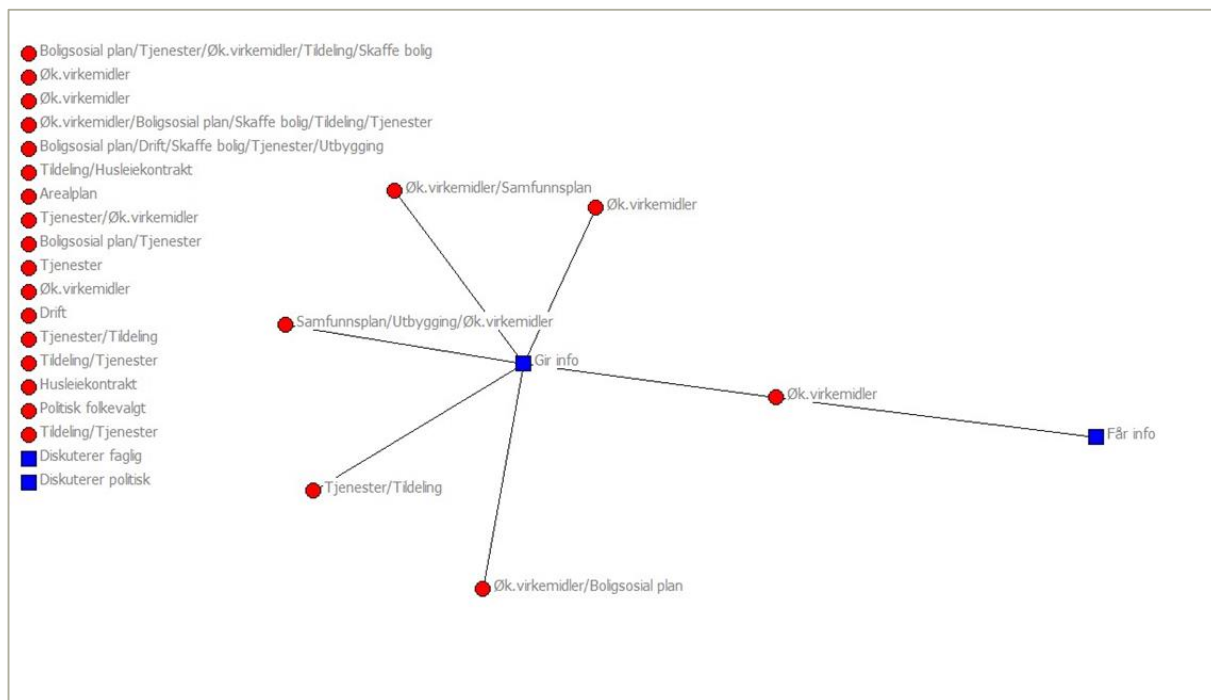 Boligsosial plan/Tjenester/Øk.virkemidler/Tildeling/Skaffe bolig
Øk.virkemidler
Øk.virkemidler
Øk.virkemidler/Boligsosial plan/Skaffe bolig/Tildeling/Tjenester
Boligsosial plan/Drift/Skaffe bolig/Tjenester/Utbygging
Tildeling/Husleiekontrakt
Arealplan
Tjenester/Øk.virkemidler
Boligsosial plan/Tjenester
Tjenester
Øk.virkemidler
Drift
Tjenester/Tildeling
Tildeling/Tjenester
Husleiekontrakt
Politisk folkevalgt
Tildeling/Tjenester
Diskuterer faglig
Diskuterer politisk
Øk.virkemidler/Samfunnsplan
Øk.virkemidler
Samfunnsplan/Utbygging/Øk.virkemidler
Gir info
Øk.virkemidler
Får info
Tjenester/Tildeling
Øk.virkemidler/Boligsosial plan